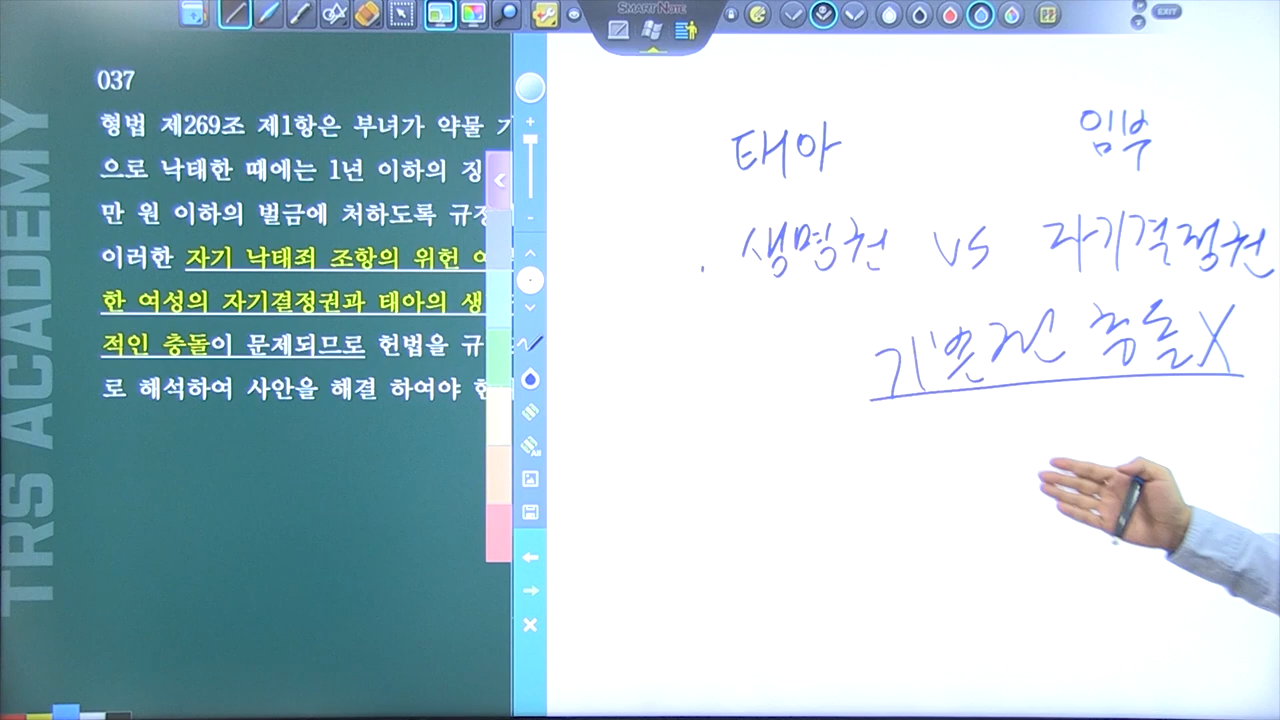 SMART NOTE
EXIT
All
TRS ACADEMY
037
형법 제269조 제1항은 부녀가 약물 기
으로 낙태한 때에는 1년 이하의 징
만 원 이하의 벌금에 처하도록 규정
이러한 자기 낙태죄 조항의 위헌 여
한 여성의 자기결정권과 태아의 생
적인 충돌이 문제되므로 헌법을 규
로 해석하여 사안을 해결 하여야 한
태아 임부
생명권 VS 자기결정권
기본권 충돌X